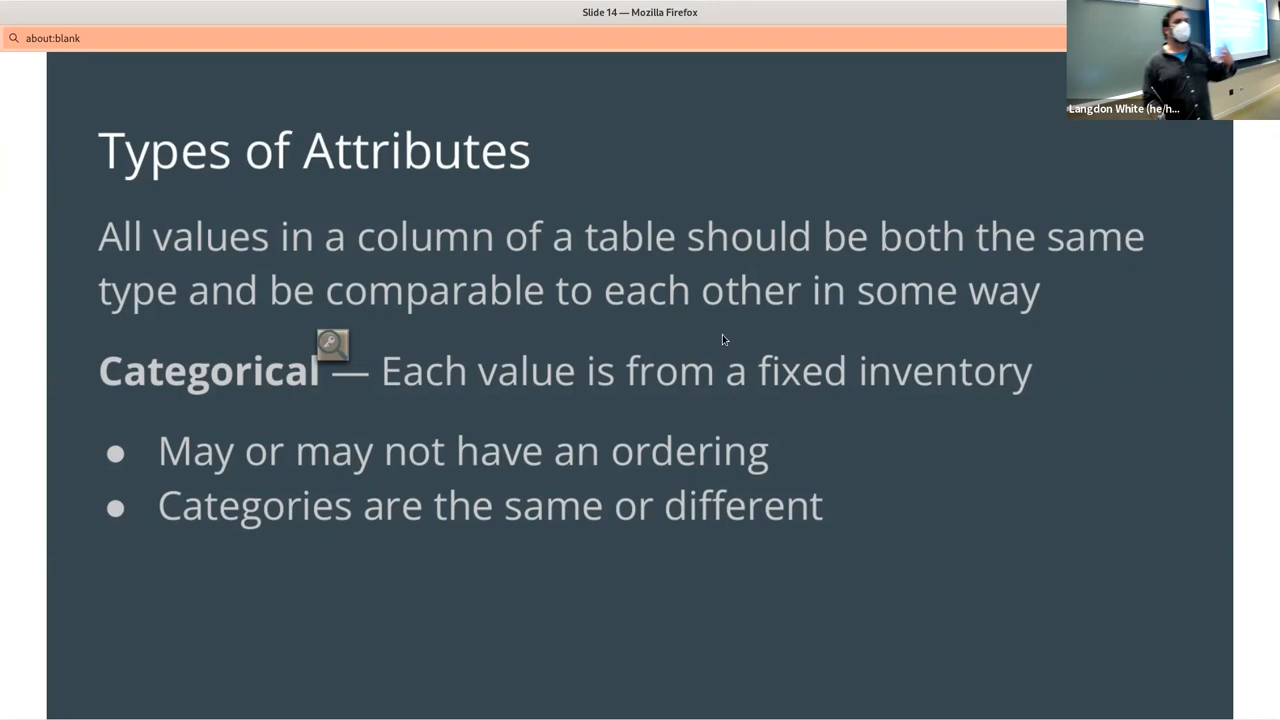 Slide 14 — Mozilla Firefox
about:blank
Langdon White (he/h...
Types of Attributes
All values in a column of a table should be both the same
type and be comparable to each other in some way
Categorical — Each value is from a fixed inventory
● May or may not have an ordering
● Categories are the same or different